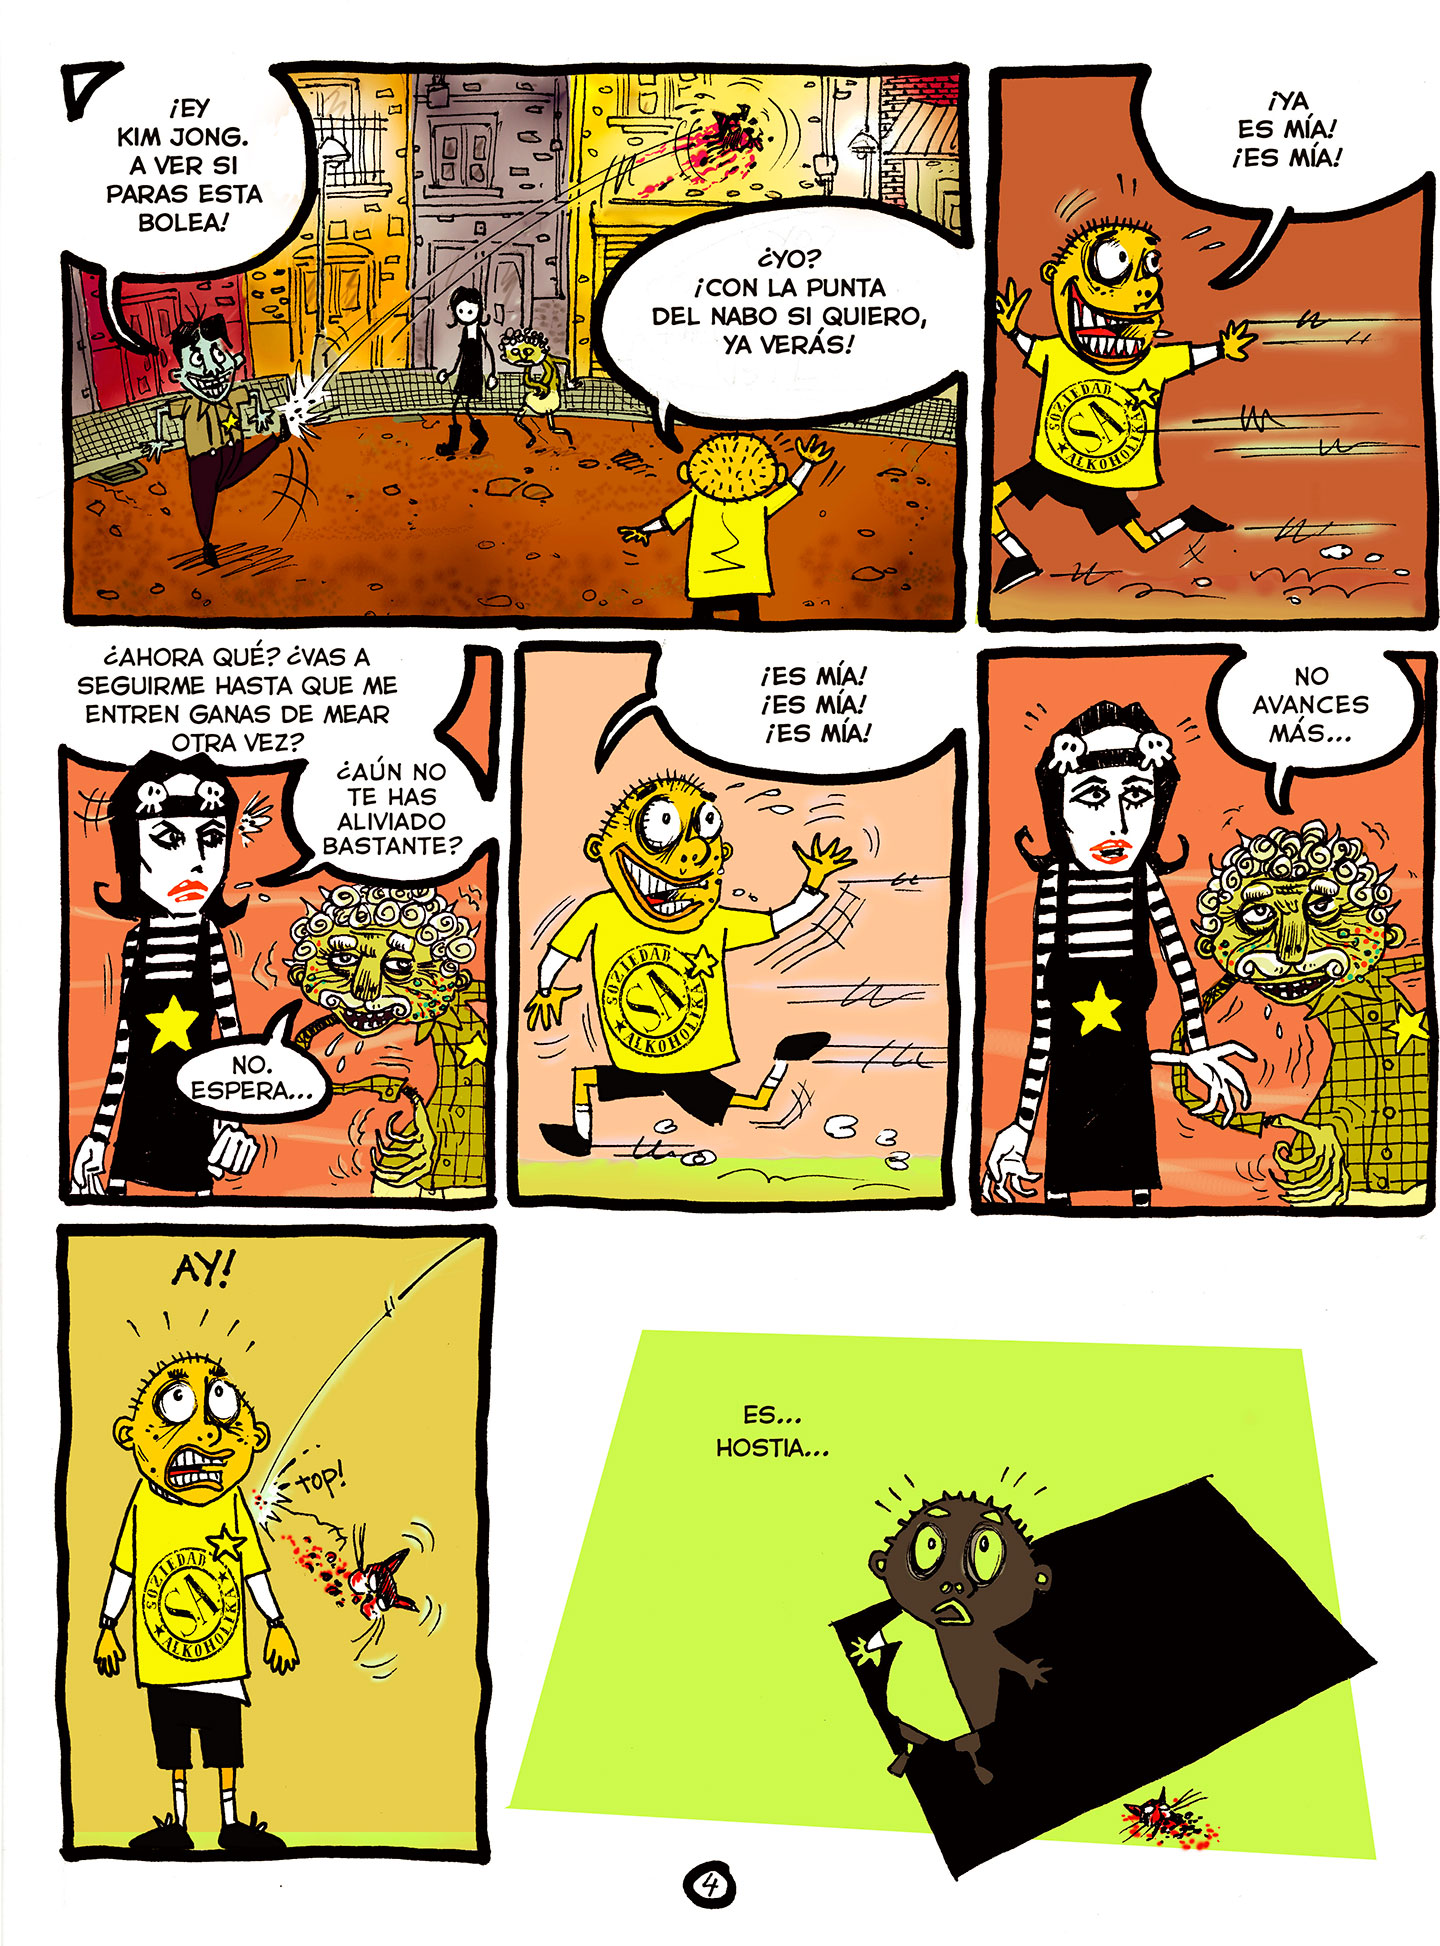 ¡EY
KIM JONG.
A VER SI
PARAS ESTA
BOLEA!
¿YO?
¡CON LA PUNTA
DEL NABO SI QUIERO,
YA VERÁS!
¡YA
ES MÍA!
¡ES MÍA!
SOZIEDAD
S.A
ALKOHOLIKA
¿AHORA QUÉ? ¿VAS A
SEGUIRME HASTA QUE ME
ENTREN GANAS DE MEAR
OTRA VEZ?
¿AÚN NO
TE HAS
ALIVIADO
BASTANTE?
NO.
ESPERA...
¡ES MÍA!
¡ES MÍA!
¡ES MÍA!
SOZIEDAD
S.A
ALKOHOLIKA
NO
AVANCES
MÁS...
AY!
TOP!
SOZIEDAD
S.A
ALKOHOLIKA
ES...
HOSTIA...
4